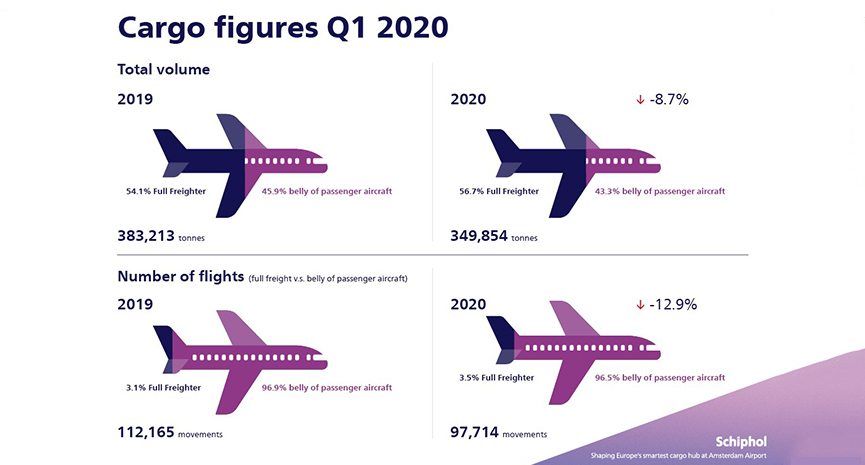 Cargo figures Q1 2020
Total volume
2019
54.1% Full Freighter
45.9% belly of passenger aircraft
383,213 tonnes
2020
-8.7%
56.7% Full Freighter
43.3% belly of passenger aircraft
349,854 tonnes
Number of flights (full freight v.s. belly of passenger aircraft)
2019
3.1% Full Freighter
96.9% belly of passenger aircraft
112,165 movements
2020
-12.9%
3.5% Full Freighter
96.5% belly of passenger aircraft
97,714 movements
Schiphol
Shaping Europe's smartest cargo hub at Amsterdam Airport